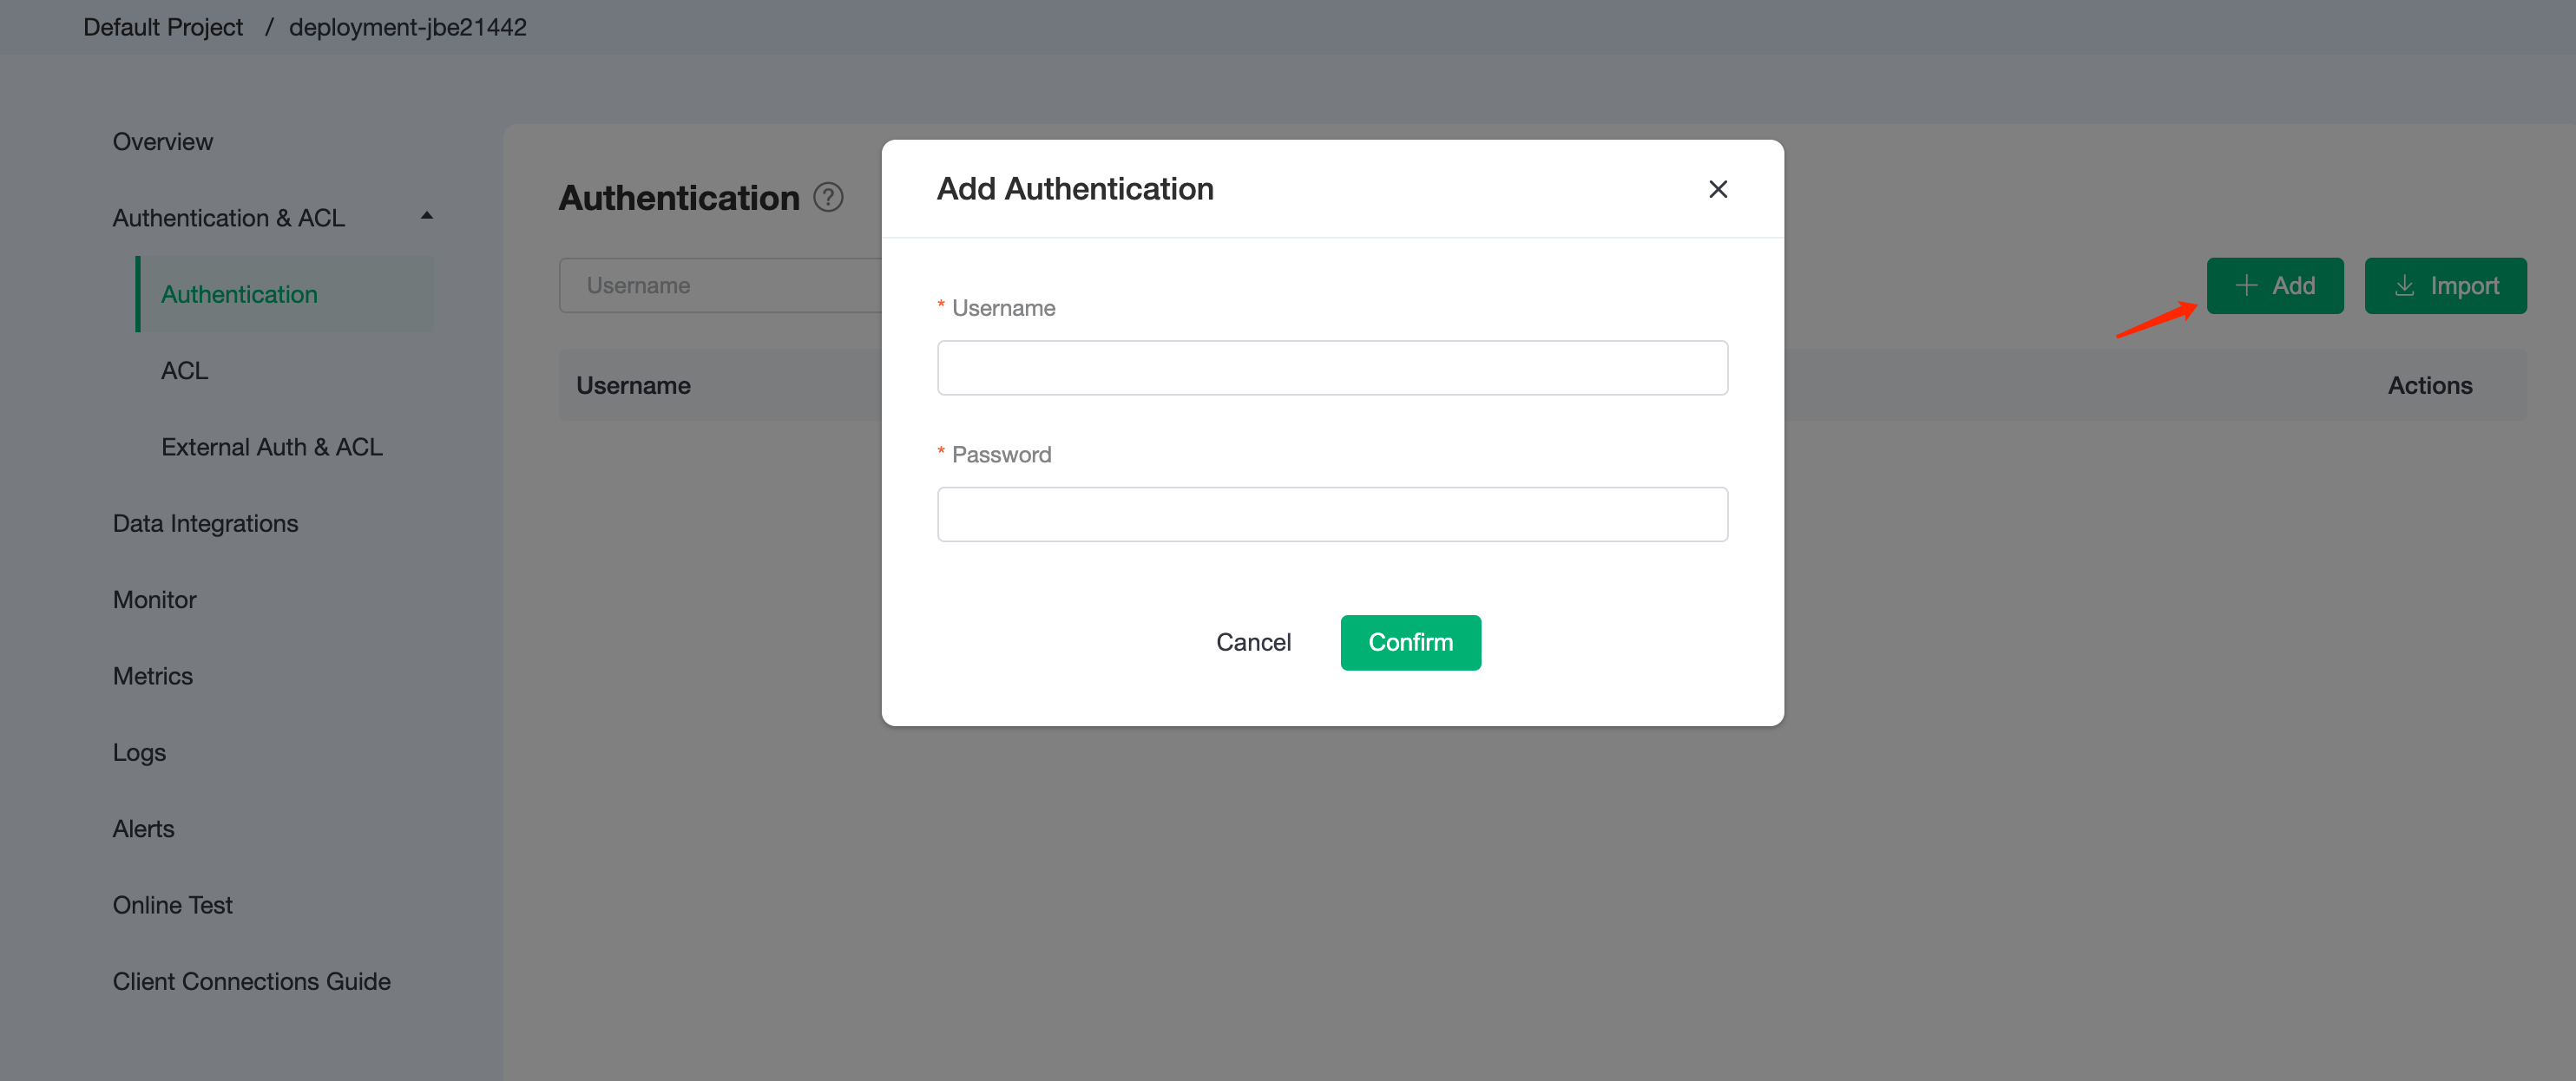 Default Project / deployment-jbe21442
Overview
Authentication & ACL
Authentication
ACL
External Auth & ACL
Data Integrations
Monitor
Metrics
Logs
Alerts
Online Test
Client Connections Guide
Authentication ?
Username
Add
Import
Username
Actions
Add Authentication
* Username
* Password
Cancel
Confirm